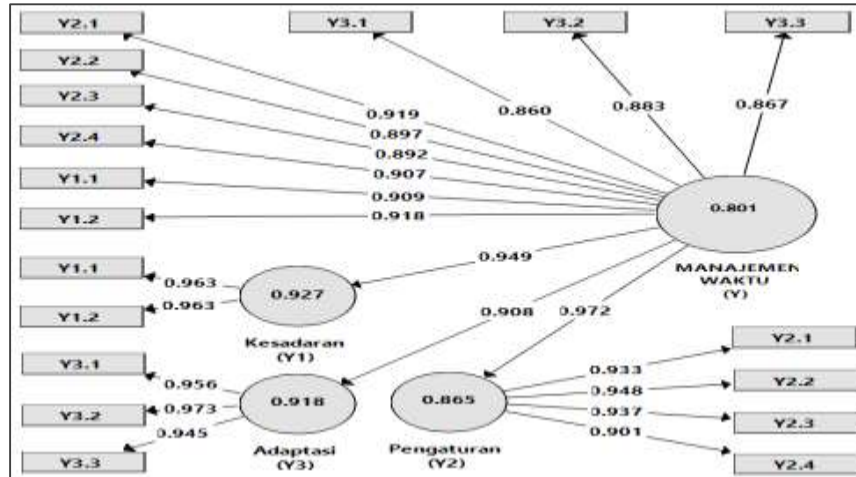 Y2.1
Y3.1
Y3.2
Y3.3
Y2.2
Y2.3
Y2.4
Y1.1
Y1.2
0.919
0.897
0.892
0.907
0.909
0.918
0.860
0.883
0.867
0.801
MANAJEMEN
WAKTU
(Y)
0.949
0.908
0.972
Y1.1
Y1.2
0.963
0.963
0.927
Kesadaran
(Y1)
Y3.1
Y3.2
Y3.3
0.956
0.973
0.945
0.918
Adaptasi
(Y3)
0.865
Pengaturan
(Y2)
0.933
0.948
0.937
0.901
Y2.1
Y2.2
Y2.3
Y2.4